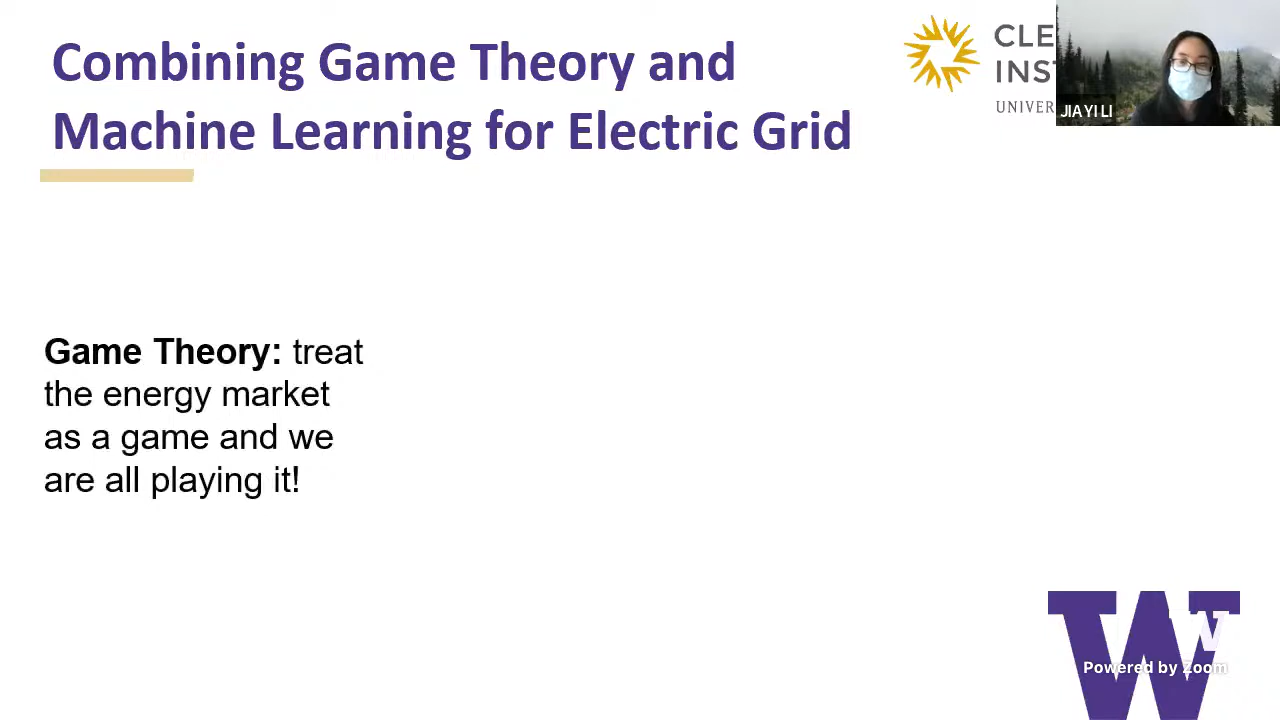 Combining Game Theory and
Machine Learning for Electric Grid
CLE
INST
UNIVER
JIAYI LI
Game Theory: treat
the energy market
as a game and we
are all playing it!
W
W
Powered by Zoom